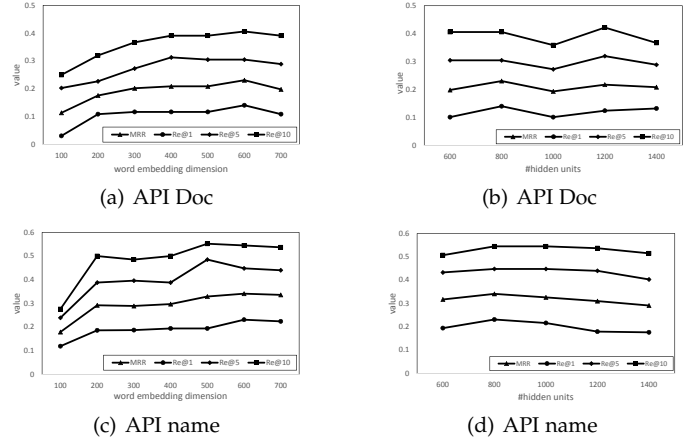 0.5
0.4
0.3
0.2
0.1
0
value
MRR Re@1 Re@5 Re@10
100 200 300 400 500 600 700
word embedding dimension
(a) API Doc
0.5
0.4
0.3
0.2
0.1
0
value
MRR Re@1 Re@5 Re@10
600 800 1000 1200 1400
#hidden units
(b) API Doc
0.6
0.5
0.4
0.3
0.2
0.1
0
value
MRR Re@1 Re@5 Re@10
100 200 300 400 500 600 700
word embedding dimension
(c) API name
0.6
0.5
0.4
0.3
0.2
0.1
0
value
MRR Re@1 Re@5 Re@10
600 800 1000 1200 1400
#hidden units
(d) API name